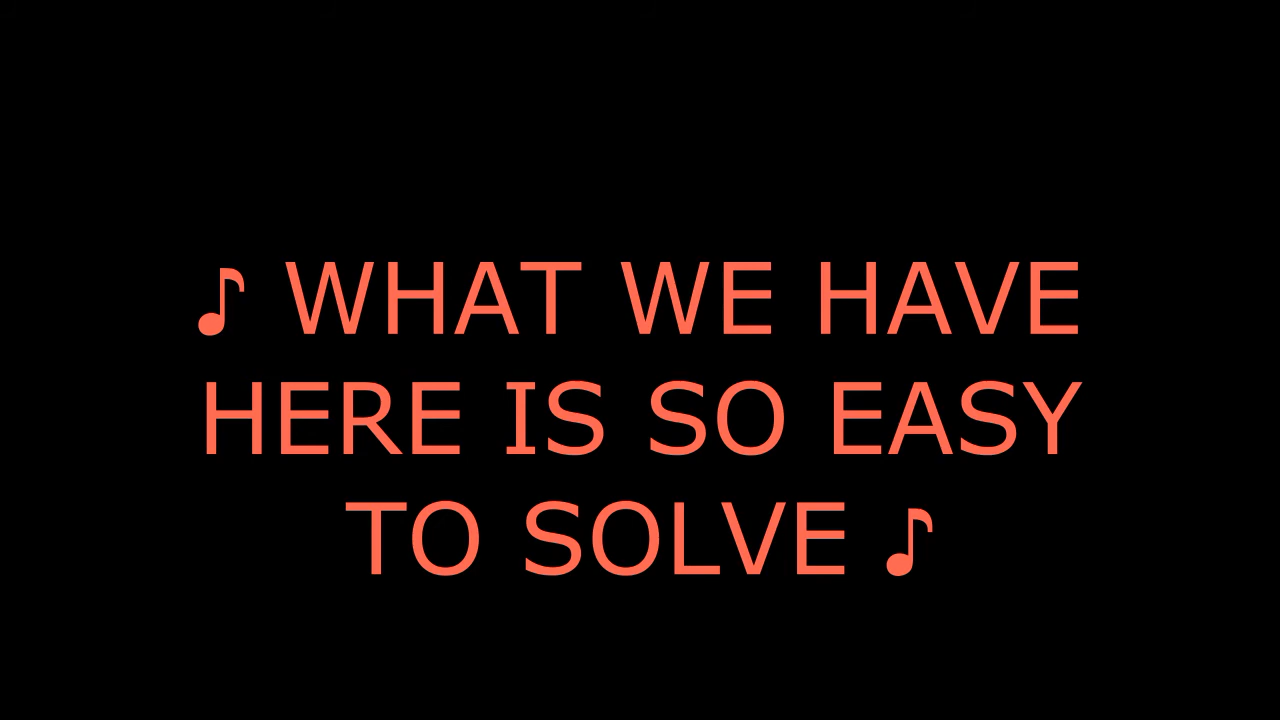 ♪ WHAT WE HAVE
HERE IS SO EASY
TO SOLVE ♪